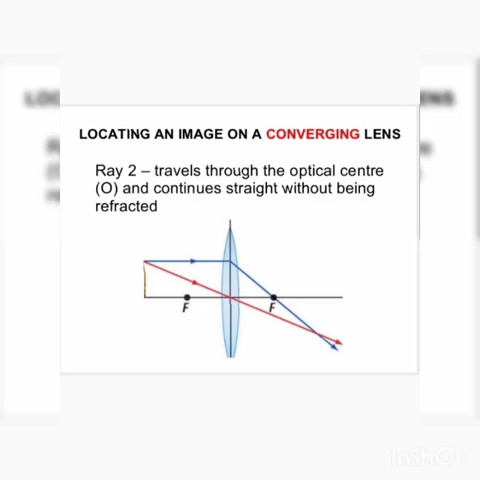 LOCATING AN IMAGE ON A CONVERGING LENS
Ray 2 – travels through the optical centre
(O) and continues straight without being
refracted
F
F
InShOt